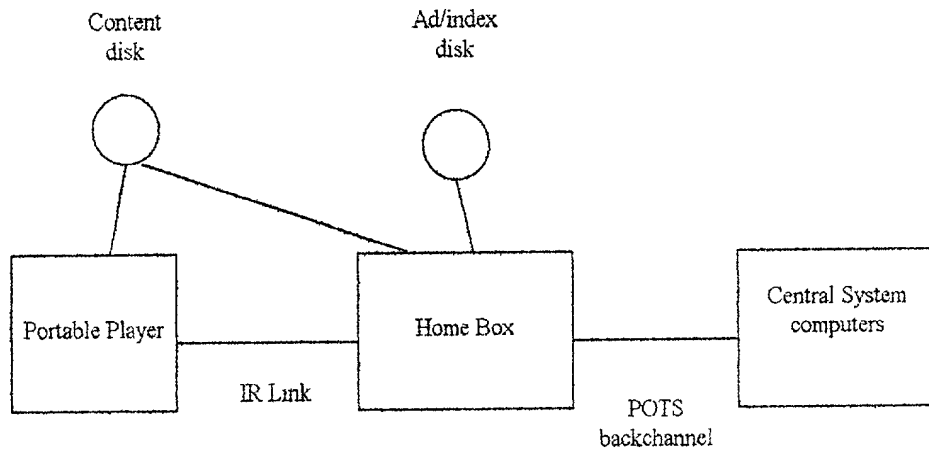 Content
disk
Ad/index
disk
Portable Player
Home Box
Central System
computers
IR Link
POTS
backchannel